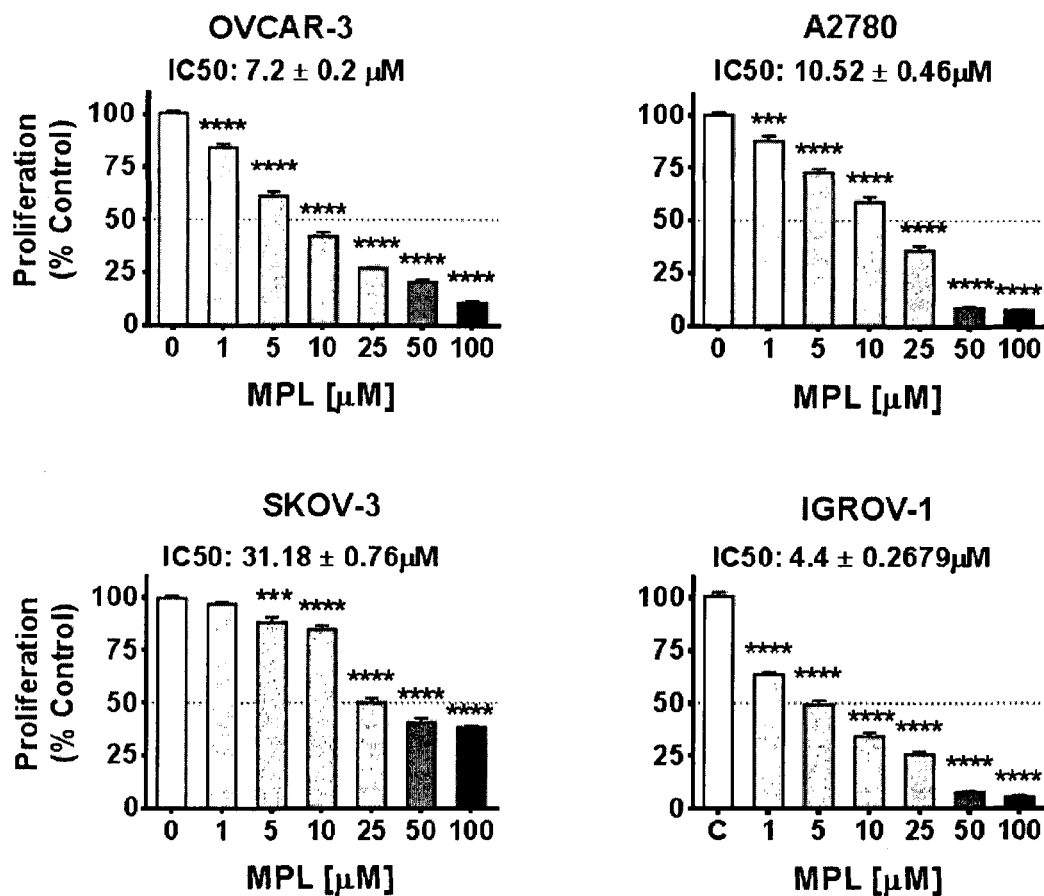 OVCAR-3
IC50: 7.2 ± 0.2 μM
Proliferation
(% Control)
100
75
50
25
0
****
****
****
****
****
****
0 1 5 10 25 50 100
MPL [μM]
A2780
IC50: 10.52 ± 0.46μM
100
75
50
25
0
***
****
****
****
****
****
0 1 5 10 25 50 100
MPL [μM]
SKOV-3
IC50: 31.18 ± 0.76μM
Proliferation
(% Control)
100
75
50
25
0
***
****
****
****
****
0 1 5 10 25 50 100
MPL [μM]
IGROV-1
IC50: 4.4 ± 0.2679μM
100
75
50
25
0
****
****
****
****
****
****
C 1 5 10 25 50 100
MPL [μM]